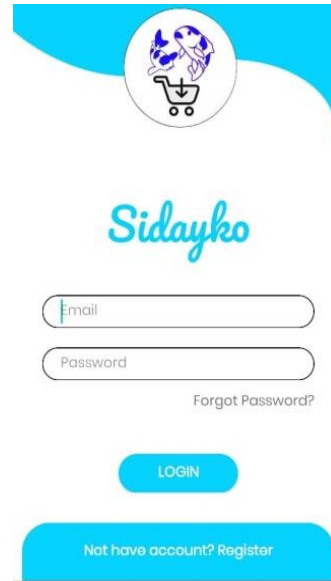 Sidayko
Email
Password
Forgot Password?
LOGIN
Not have account? Register